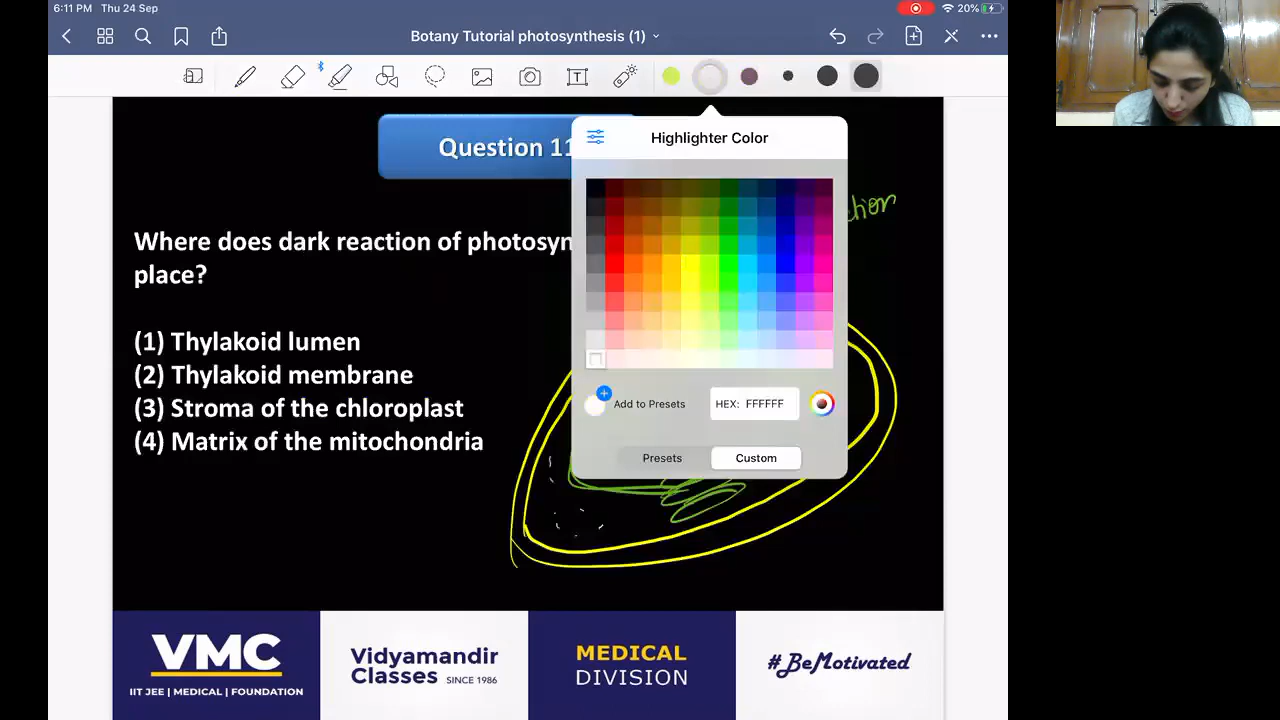 6:11 PM Thu 24 Sep
20%
Botany Tutorial photosynthesis (1)
T
Highlighter Color
Question 11
Where does dark reaction of photosyn
place?
(1) Thylakoid lumen
(2) Thylakoid membrane
(3) Stroma of the chloroplast
(4) Matrix of the mitochondria
Add to Presets
HEX: FFFFFF
Presets
Custom
VMC
IIT JEE | MEDICAL | FOUNDATION
Vidyamandir
Classes SINCE 1986
MEDICAL
DIVISION
#BeMotivated